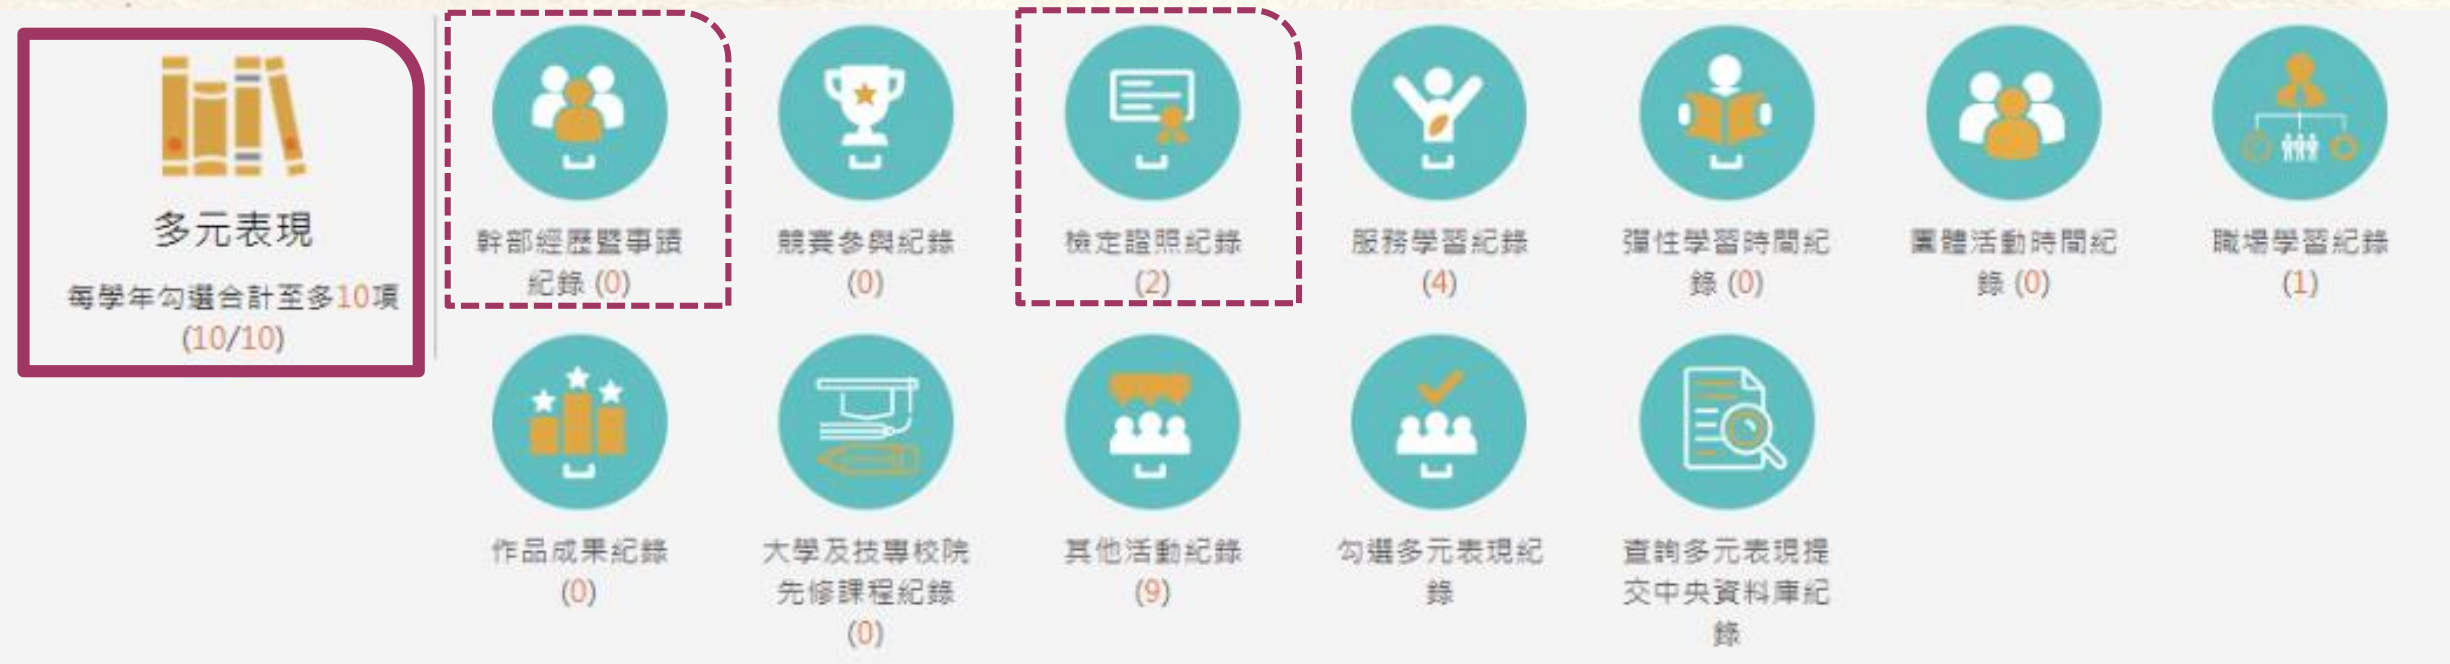 多元表現
每學年勾選合計至多10項
(10/10)
幹部經歷暨事蹟
紀錄 (0)
競賽參與紀錄
(0)
檢定證照紀錄
(2)
服務學習紀錄
(4)
彈性學習時間紀
錄 (0)
團體活動時間紀
錄 (0)
職場學習紀錄
(1)
作品成果紀錄
(0)
大學及技專校院
先修課程紀錄
(0)
其他活動紀錄
(9)
勾選多元表現紀
錄
查詢多元表現提
交中央資料庫紀
錄